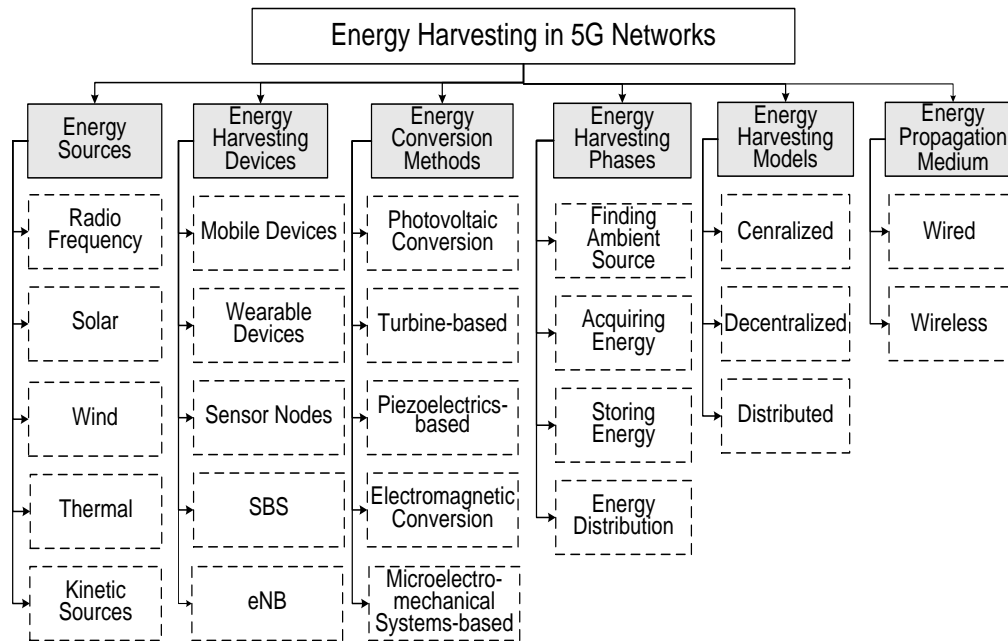 Energy Harvesting in 5G Networks
Energy
Sources
Radio
Frequency
Solar
Wind
Thermal
Kinetic
Sources
Energy
Harvesting
Devices
Mobile Devices
Wearable
Devices
Sensor Nodes
SBS
eNB
Energy
Conversion
Methods
Photovoltaic
Conversion
Turbine-based
Piezoelectrics-
based
Electromagnetic
Conversion
Microelectro-
mechanical
Systems-based
Energy
Harvesting
Phases
Finding
Ambient
Source
Acquiring
Energy
Storing
Energy
Energy
Distribution
Energy
Harvesting
Models
Cenralized
Decentralized
Distributed
Energy
Propagation
Medium
Wired
Wireless